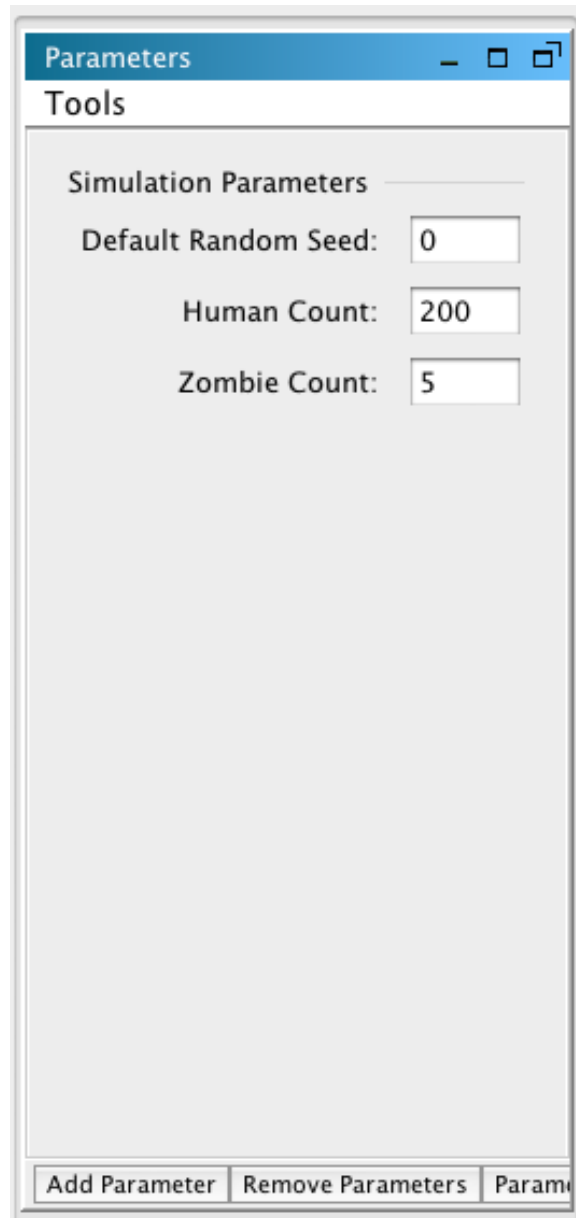 Parameters
Tools
Simulation Parameters
Default Random Seed: 0
Human Count: 200
Zombie Count: 5
Add Parameter Remove Parameters